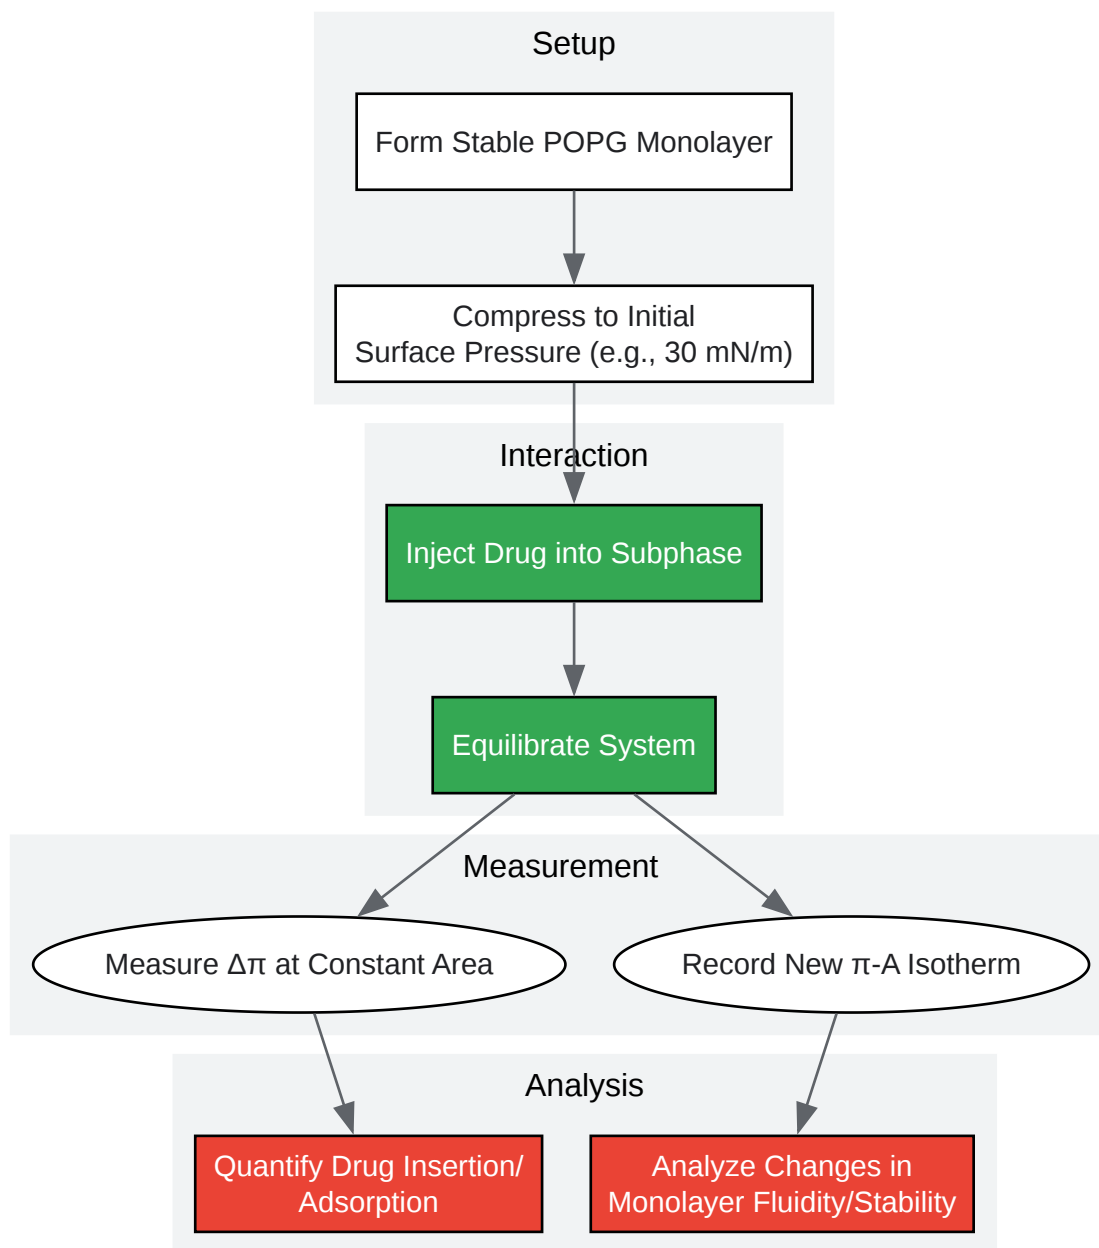 Setup
Form Stable POPG Monolayer
Compress to Initial
Surface Pressure (e.g., 30 mN/m)
Interaction
Inject Drug into Subphase
Equilibrate System
Measurement
Measure Δπ at Constant Area
Record New π-A Isotherm
Analysis
Quantify Drug Insertion/
Adsorption
Analyze Changes in
Monolayer Fluidity/Stability